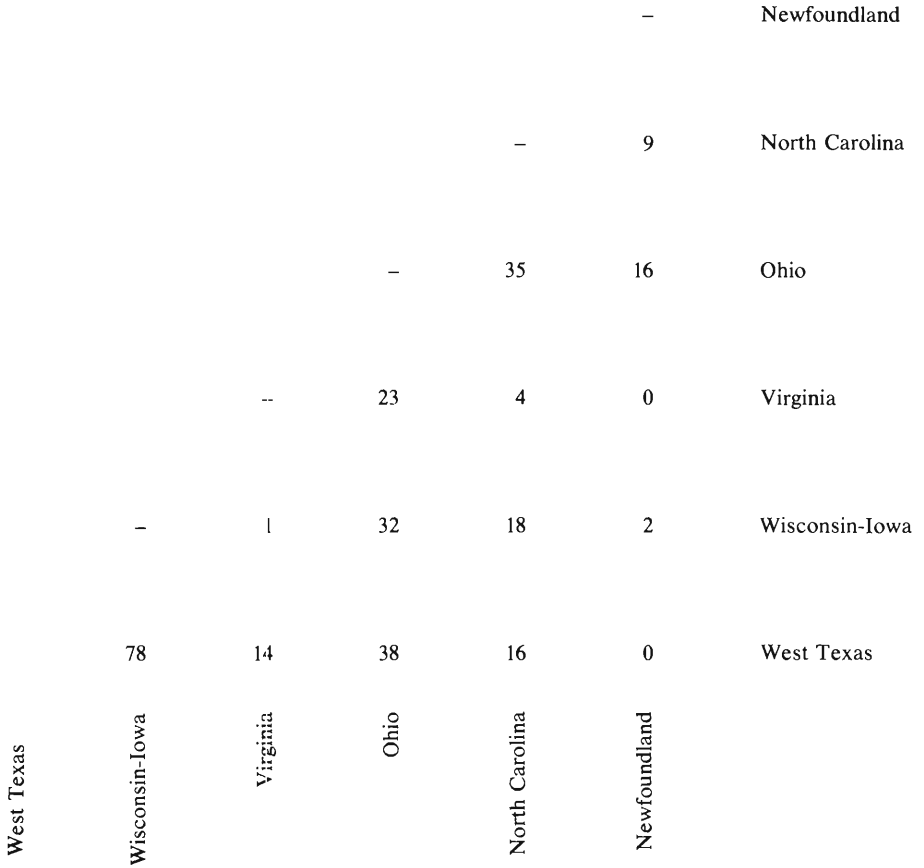 – Newfoundland
– 9 North Carolina
– 35 16 Ohio
-- 23 4 0 Virginia
– 1 32 18 2 Wisconsin-Iowa
78 14 38 16 0 West Texas
West Texas
Wisconsin-Iowa
Virginia
Ohio
North Carolina
Newfoundland